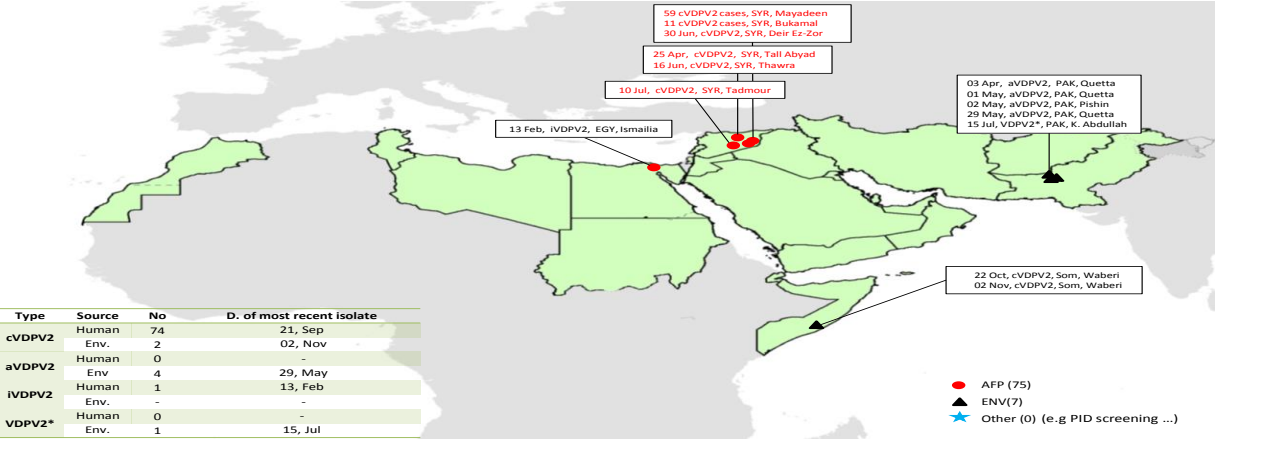 59 cVDPV2 cases, SYR, Mayadeen
11 cVDPV2 cases, SYR, Bukamal
30 Jun, cVDPV2, SYR, Deir Ez-Zor
25 Apr, cVDPV2, SYR, Tall Abyad
16 Jun, cVDPV2, SYR, Thawra
10 Jul, cVDPV2, SYR, Tadmour
13 Feb, iVDPV2, EGY, Ismailia
03 Apr, aVDPV2, PAK, Quetta
01 May, aVDPV2, PAK, Quetta
02 May, aVDPV2, PAK, Pishin
29 May, aVDPV2, PAK, Quetta
15 Jul, VDPV2*, PAK, K. Abdullah
22 Oct, cVDPV2, Som, Waberi
02 Nov, cVDPV2, Som, Waberi
Type Source No D. of most recent isolate
cVDPV2 Human 74 21, Sep
Env. 2 02, Nov
aVDPV2 Human 0 -
Env 4 29, May
iVDPV2 Human 1 13, Feb
Env. - -
VDPV2* Human 0 -
Env. 1 15, Jul
AFP (75)
ENV(7)
Other (0) (e.g PID screening ...)